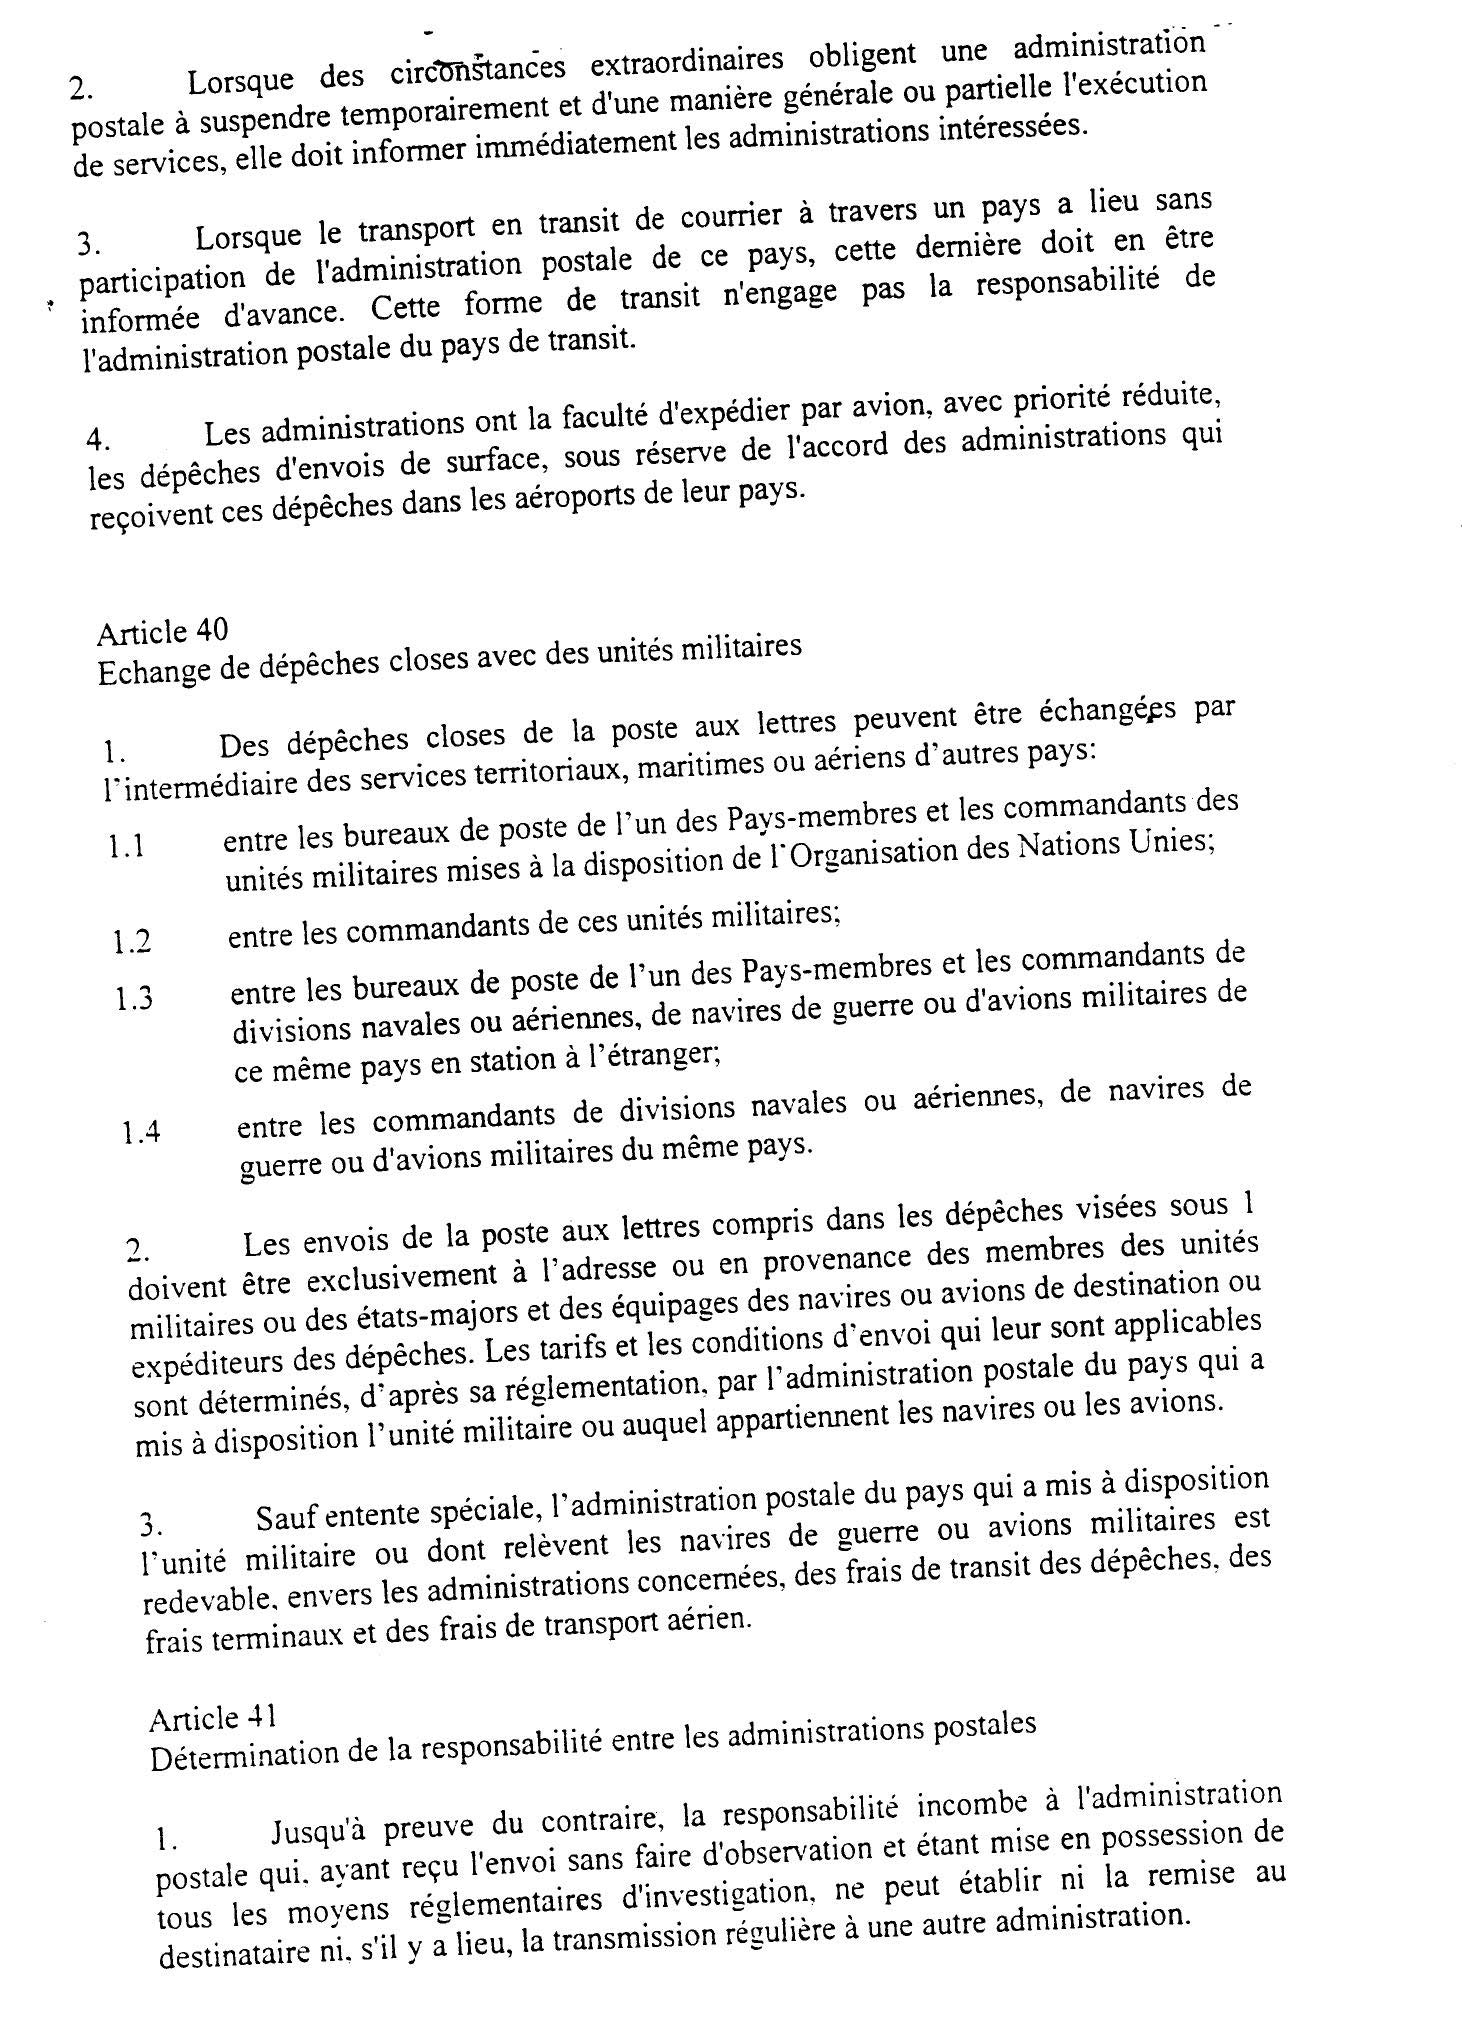 2. Lorsque des circonstances extraordinaires obligent une administration
postale à suspendre temporairement et d'une manière générale ou partielle l'exécution
de services, elle doit informer immédiatement les administrations intéressées.
3. Lorsque le transport en transit de courrier à travers un pays a lieu sans
participation de l'administration postale de ce pays, cette dernière doit en être
informée d'avance. Cette forme de transit n'engage pas la responsabilité de
l'administration postale du pays de transit.
4. Les administrations ont la faculté d'expédier par avion, avec priorité réduite,
les dépêches d'envois de surface, sous réserve de l'accord des administrations qui
reçoivent ces dépêches dans les aéroports de leur pays.
Article 40
Echange de dépêches closes avec des unités militaires
1. Des dépêches closes de la poste aux lettres peuvent être échangées par
l’intermédiaire des services territoriaux, maritimes ou aériens d’autres pays:
1.1 entre les bureaux de poste de l’un des Pays-membres et les commandants des
unités militaires mises à la disposition de l’Organisation des Nations Unies;
1.2 entre les commandants de ces unités militaires;
1.3 entre les bureaux de poste de l’un des Pays-membres et les commandants de
divisions navales ou aériennes, de navires de guerre ou d'avions militaires de
ce même pays en station à l’étranger;
1.4 entre les commandants de divisions navales ou aériennes, de navires de
guerre ou d'avions militaires du même pays.
2. Les envois de la poste aux lettres compris dans les dépêches visées sous 1
doivent être exclusivement à l’adresse ou en provenance des membres des unités
militaires ou des états-majors et des équipages des navires ou avions de destination ou
expéditeurs des dépêches. Les tarifs et les conditions d’envoi qui leur sont applicables
sont déterminés, d’après sa réglementation, par l’administration postale du pays qui a
mis à disposition l’unité militaire ou auquel appartiennent les navires ou les avions.
3. Sauf entente spéciale, l’administration postale du pays qui a mis à disposition
l’unité militaire ou dont relèvent les navires de guerre ou avions militaires est
redevable, envers les administrations concernées, des frais de transit des dépêches, des
frais terminaux et des frais de transport aérien.
Article 41
Détermination de la responsabilité entre les administrations postales
1. Jusqu'à preuve du contraire, la responsabilité incombe à l'administration
postale qui, ayant reçu l'envoi sans faire d'observation et étant mise en possession de
tous les moyens réglementaires d'investigation, ne peut établir ni la remise au
destinataire ni, s'il y a lieu, la transmission régulière à une autre administration.